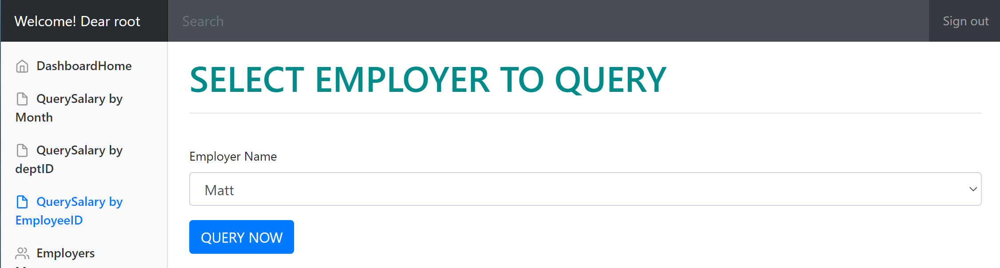 Welcome! Dear root
Search
Sign out
DashboardHome
QuerySalary by
Month
QuerySalary by
deptID
QuerySalary by
EmployeeID
Employers
SELECT EMPLOYER TO QUERY
Employer Name
Matt
QUERY NOW